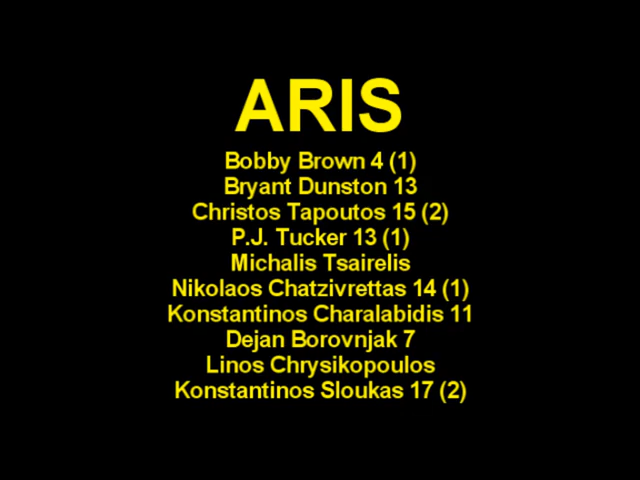 ARIS
Bobby Brown 4 (1)
Bryant Dunston 13
Christos Tapoutos 15 (2)
P.J. Tucker 13 (1)
Michalis Tsairelis
Nikolaos Chatzivrettas 14 (1)
Konstantinos Charalabidis 11
Dejan Borovnjak 7
Linos Chrysikopoulos
Konstantinos Sloukas 17 (2)